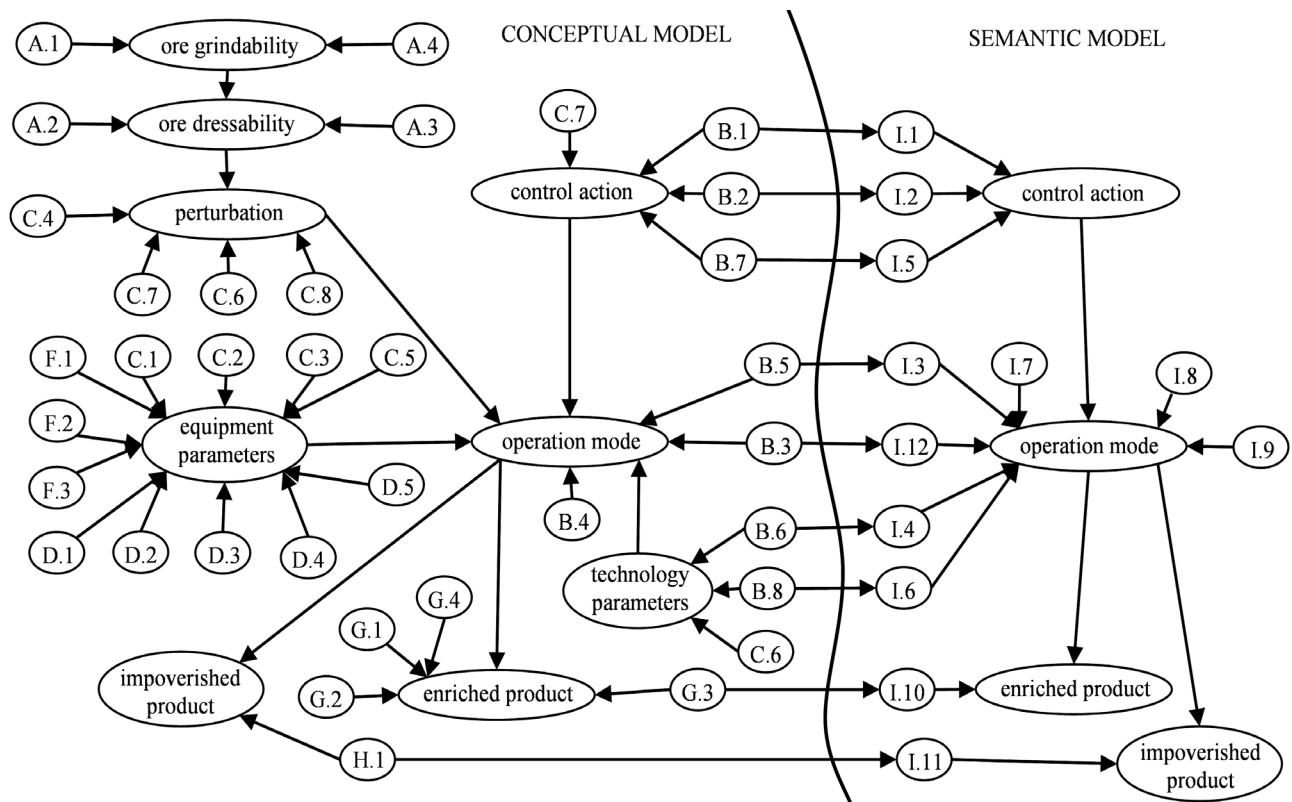 CONCEPTUAL MODEL
SEMANTIC MODEL
A.1
ore grindability
A.4
A.2
ore dressability
A.3
C.7
B.1
I.1
control action
B.2
I.2
control action
C.4
perturbation
B.7
I.5
C.7
C.6
C.8
F.1
C.1
C.2
C.3
C.5
B.5
I.3
I.7
I.8
F.2
equipment
parameters
operation mode
B.3
I.12
operation mode
I.9
F.3
D.5
B.4
D.1
D.2
D.3
D.4
B.6
I.4
technology
parameters
B.8
I.6
G.4
G.1
C.6
impoverished
product
G.2
enriched product
G.3
I.10
enriched product
H.1
I.11
impoverished
product